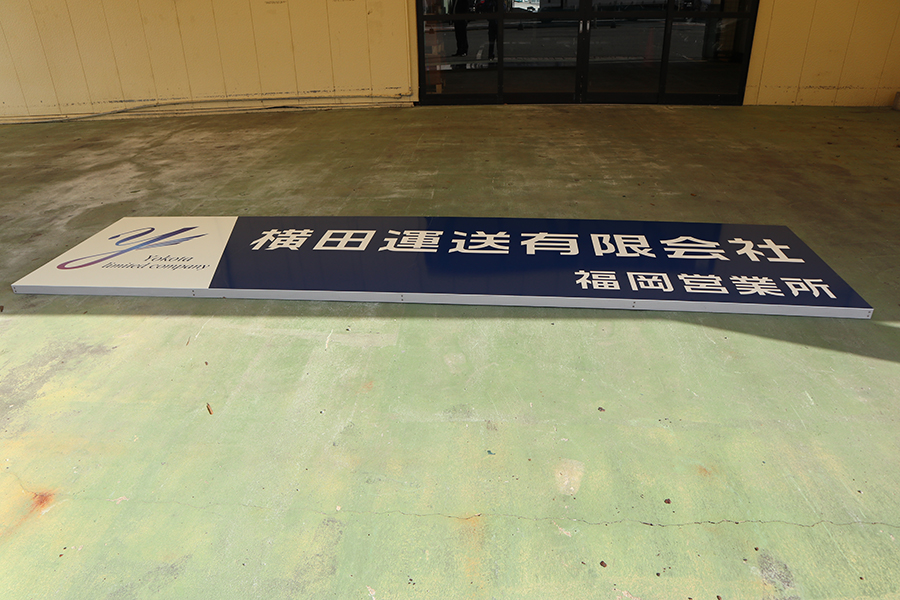 Yokota
limited company
横田運送有限会社
福岡営業所